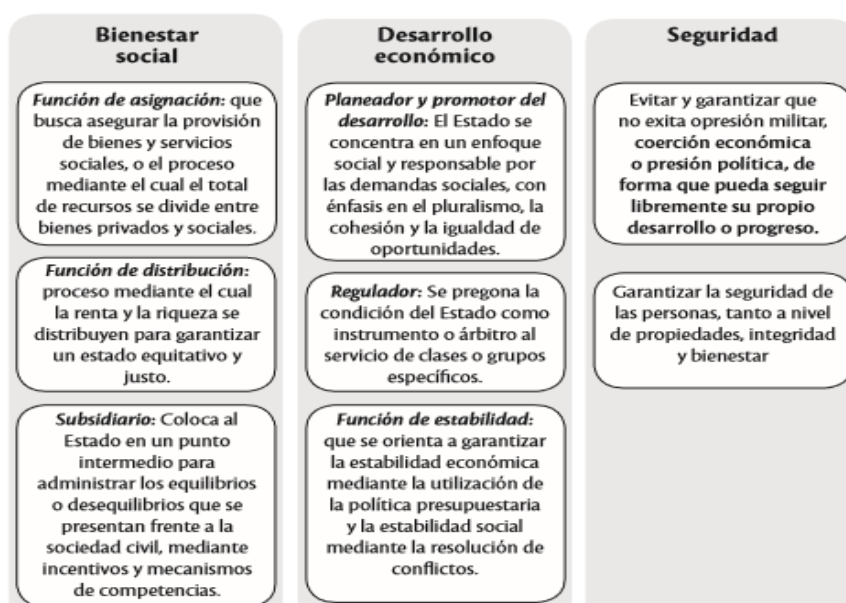 Bienestar
social
Función de asignación: que
busca asegurar la provisión
de bienes y servicios
sociales, o el proceso
mediante el cual el total
de recursos se divide entre
bienes privados y sociales.
Función de distribución:
proceso mediante el cual
la renta y la riqueza se
distribuyen para garantizar
un estado equitativo y
justo.
Subsidiario: Coloca al
Estado en un punto
intermedio para
administrar los equilibrios
o desequilibrios que se
presentan frente a la
sociedad civil, mediante
incentivos y mecanismos
de competencias.
Desarrollo
económico
Planeador y promotor del
desarrollo: El Estado se
concentra en un enfoque
social y responsable por
las demandas sociales, con
énfasis en el pluralismo, la
cohesión y la igualdad de
oportunidades.
Regulador: Se pregona la
condición del Estado como
instrumento o árbitro al
servicio de clases o grupos
específicos.
Función de estabilidad:
que se orienta a garantizar
la estabilidad económica
mediante la utilización de
la política presupuestaria
y la estabilidad social
mediante la resolución de
conflictos.
Seguridad
Evitar y garantizar que
no exita opresión militar,
coerción económica
o presión política, de
forma que pueda seguir
libremente su propio
desarrollo o progreso.
Garantizar la seguridad de
las personas, tanto a nivel
de propiedades, integridad
y bienestar